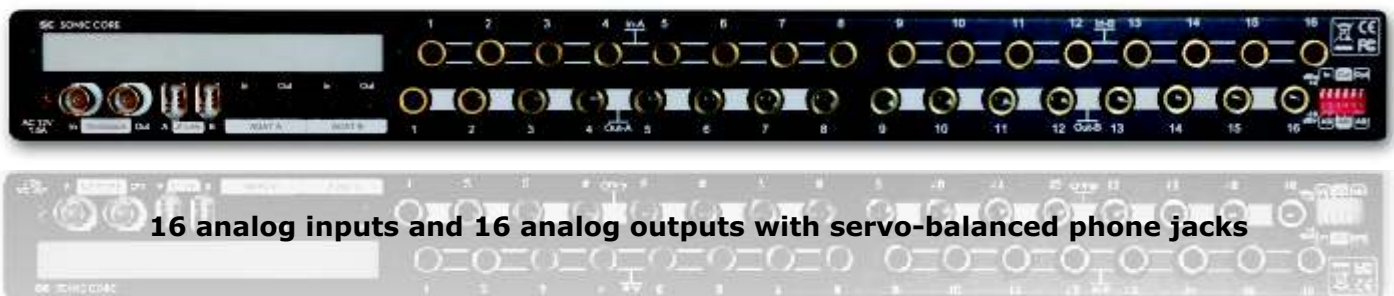 SC SONIC CORE
1 2 3 4 In-A 5 6 7 8 9 10 11 12 In-B 13 14 15 16
CE
FC
In Out In Out
AC 12V In Out A B ADAT A ADAT B
1 2 3 4 Out-A 5 6 7 8 9 10 11 12 Out-B 13 14 15 16
16 analog inputs and 16 analog outputs with servo-balanced phone jacks